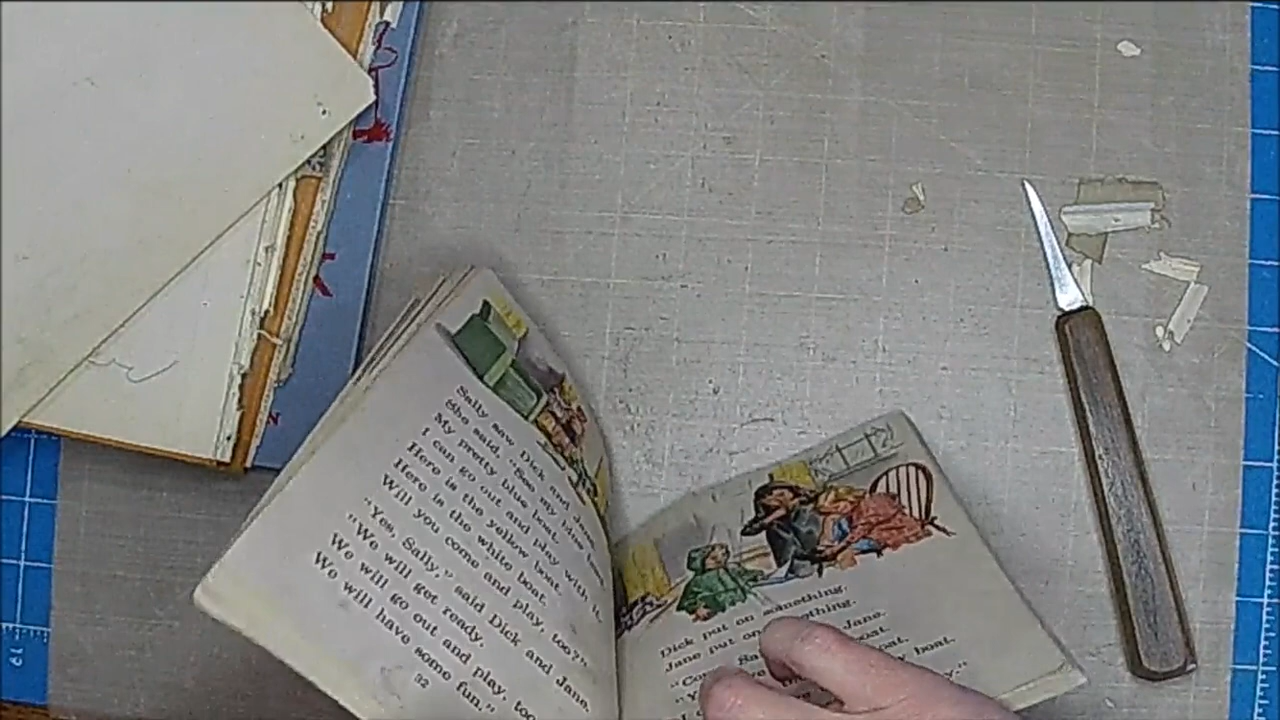 Sally saw Dick and Jane.
She said, "See my blue boat.
My pretty blue boat.
I can go out and play with it.
Here is the yellow boat.
Here is the white boat.
Will you come and play, too?"
"Yes, Sally," said Dick and Jane.
"We will get ready.
We will go out and play, too.
We will have some fun."
32
Dick put on something.
Jane put on something.
Jane.
boat.
boat.
boat.
19